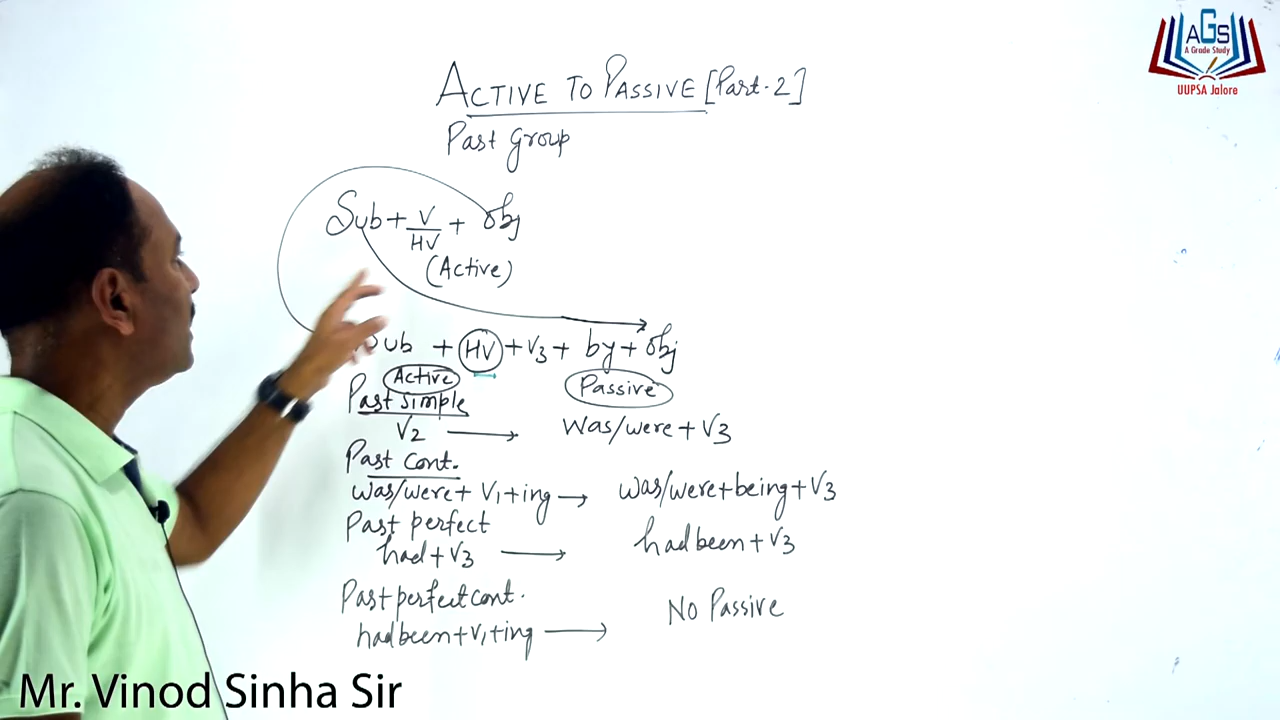 AGS
A Grade Study
UUPSA Jalore
ACTIVE TO PASSIVE [Part-2]
Past Group
Sub + V/HV + obj
(Active)
Sub + HV + V3 + by + obj
Active Passive
Past simple
V2 → was/were + V3
Past cont.
was/were + V1 + ing → was/were + being + V3
Past perfect
had + V3 → had been + V3
Past perfect cont.
had been + V1 + ing → No Passive
Mr. Vinod Sinha Sir